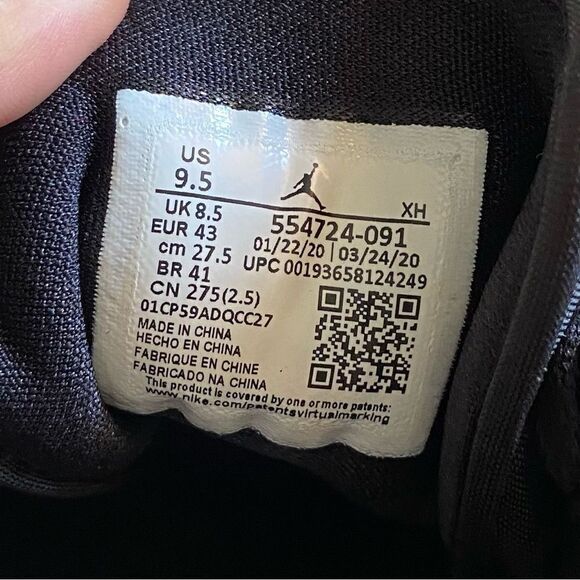 US
9.5
XH
UK 8.5
554724-091
EUR 43
01/22/20 | 03/24/20
cm 27.5
UPC 00193658124249
BR 41
CN 275(2.5)
01CP59ADQCC27
MADE IN CHINA
HECHO EN CHINA
FABRIQUE EN CHINE
FABRICADO NA CHINA
This product is covered by one or more patents:
www.nike.com/patentsvirtualmarking